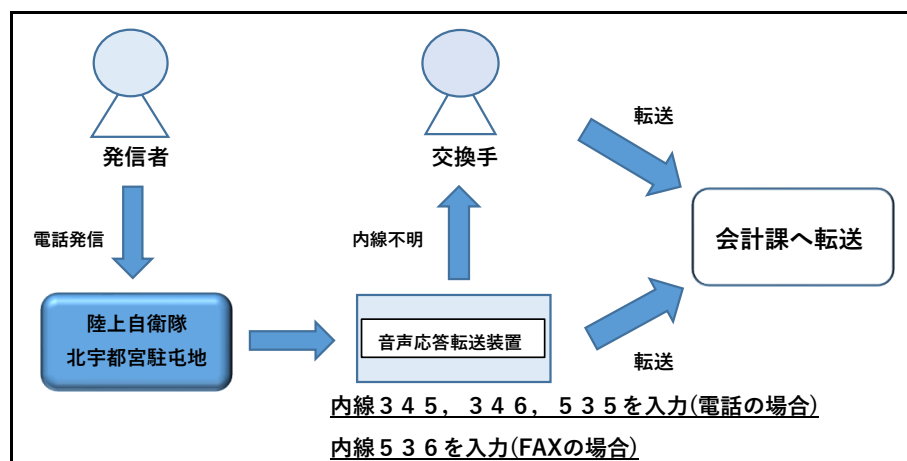 発信者
交換手
転送
電話発信
内線不明
会計課へ転送
陸上自衛隊
北宇都宮駐屯地
音声応答転送装置
転送
内線３４５，３４６，５３５を入力(電話の場合)
内線５３６を入力(FAXの場合)